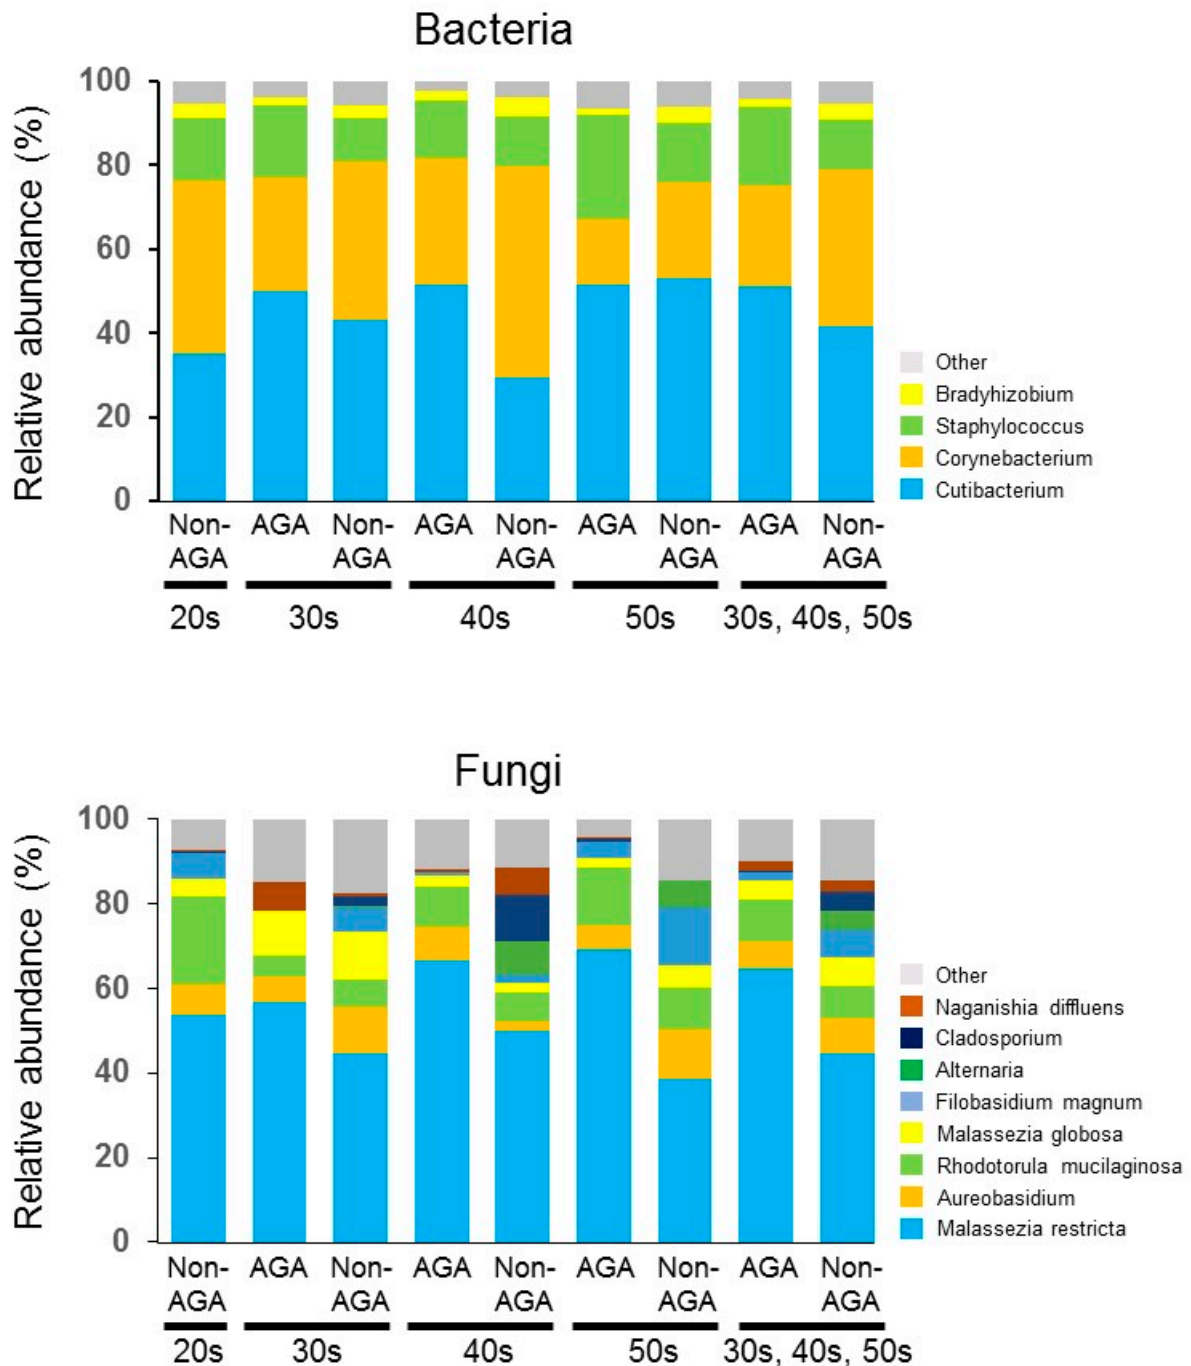 Bacteria
Relative abundance (%)
100
80
60
40
20
0
Non-AGA AGA Non-AGA AGA Non-AGA AGA Non-AGA AGA Non-AGA
20s 30s 40s 50s 30s, 40s, 50s
Other
Bradyhizobium
Staphylococcus
Corynebacterium
Cutibacterium
Fungi
Relative abundance (%)
100
80
60
40
20
0
Non-AGA AGA Non-AGA AGA Non-AGA AGA Non-AGA AGA Non-AGA
20s 30s 40s 50s 30s, 40s, 50s
Other
Naganishia diffluens
Cladosporium
Alternaria
Filobasidium magnum
Malassezia globosa
Rhodotorula mucilaginosa
Aureobasidium
Malassezia restricta